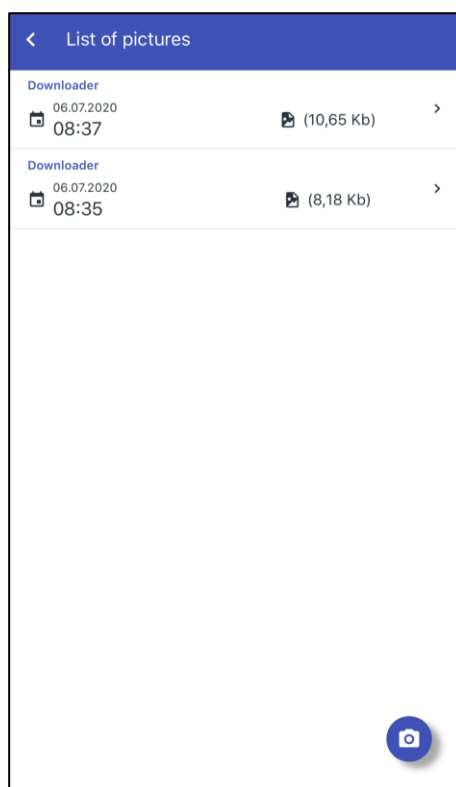 List of pictures
Downloader
06.07.2020
08:37
(10,65 Kb)
Downloader
06.07.2020
08:35
(8,18 Kb)